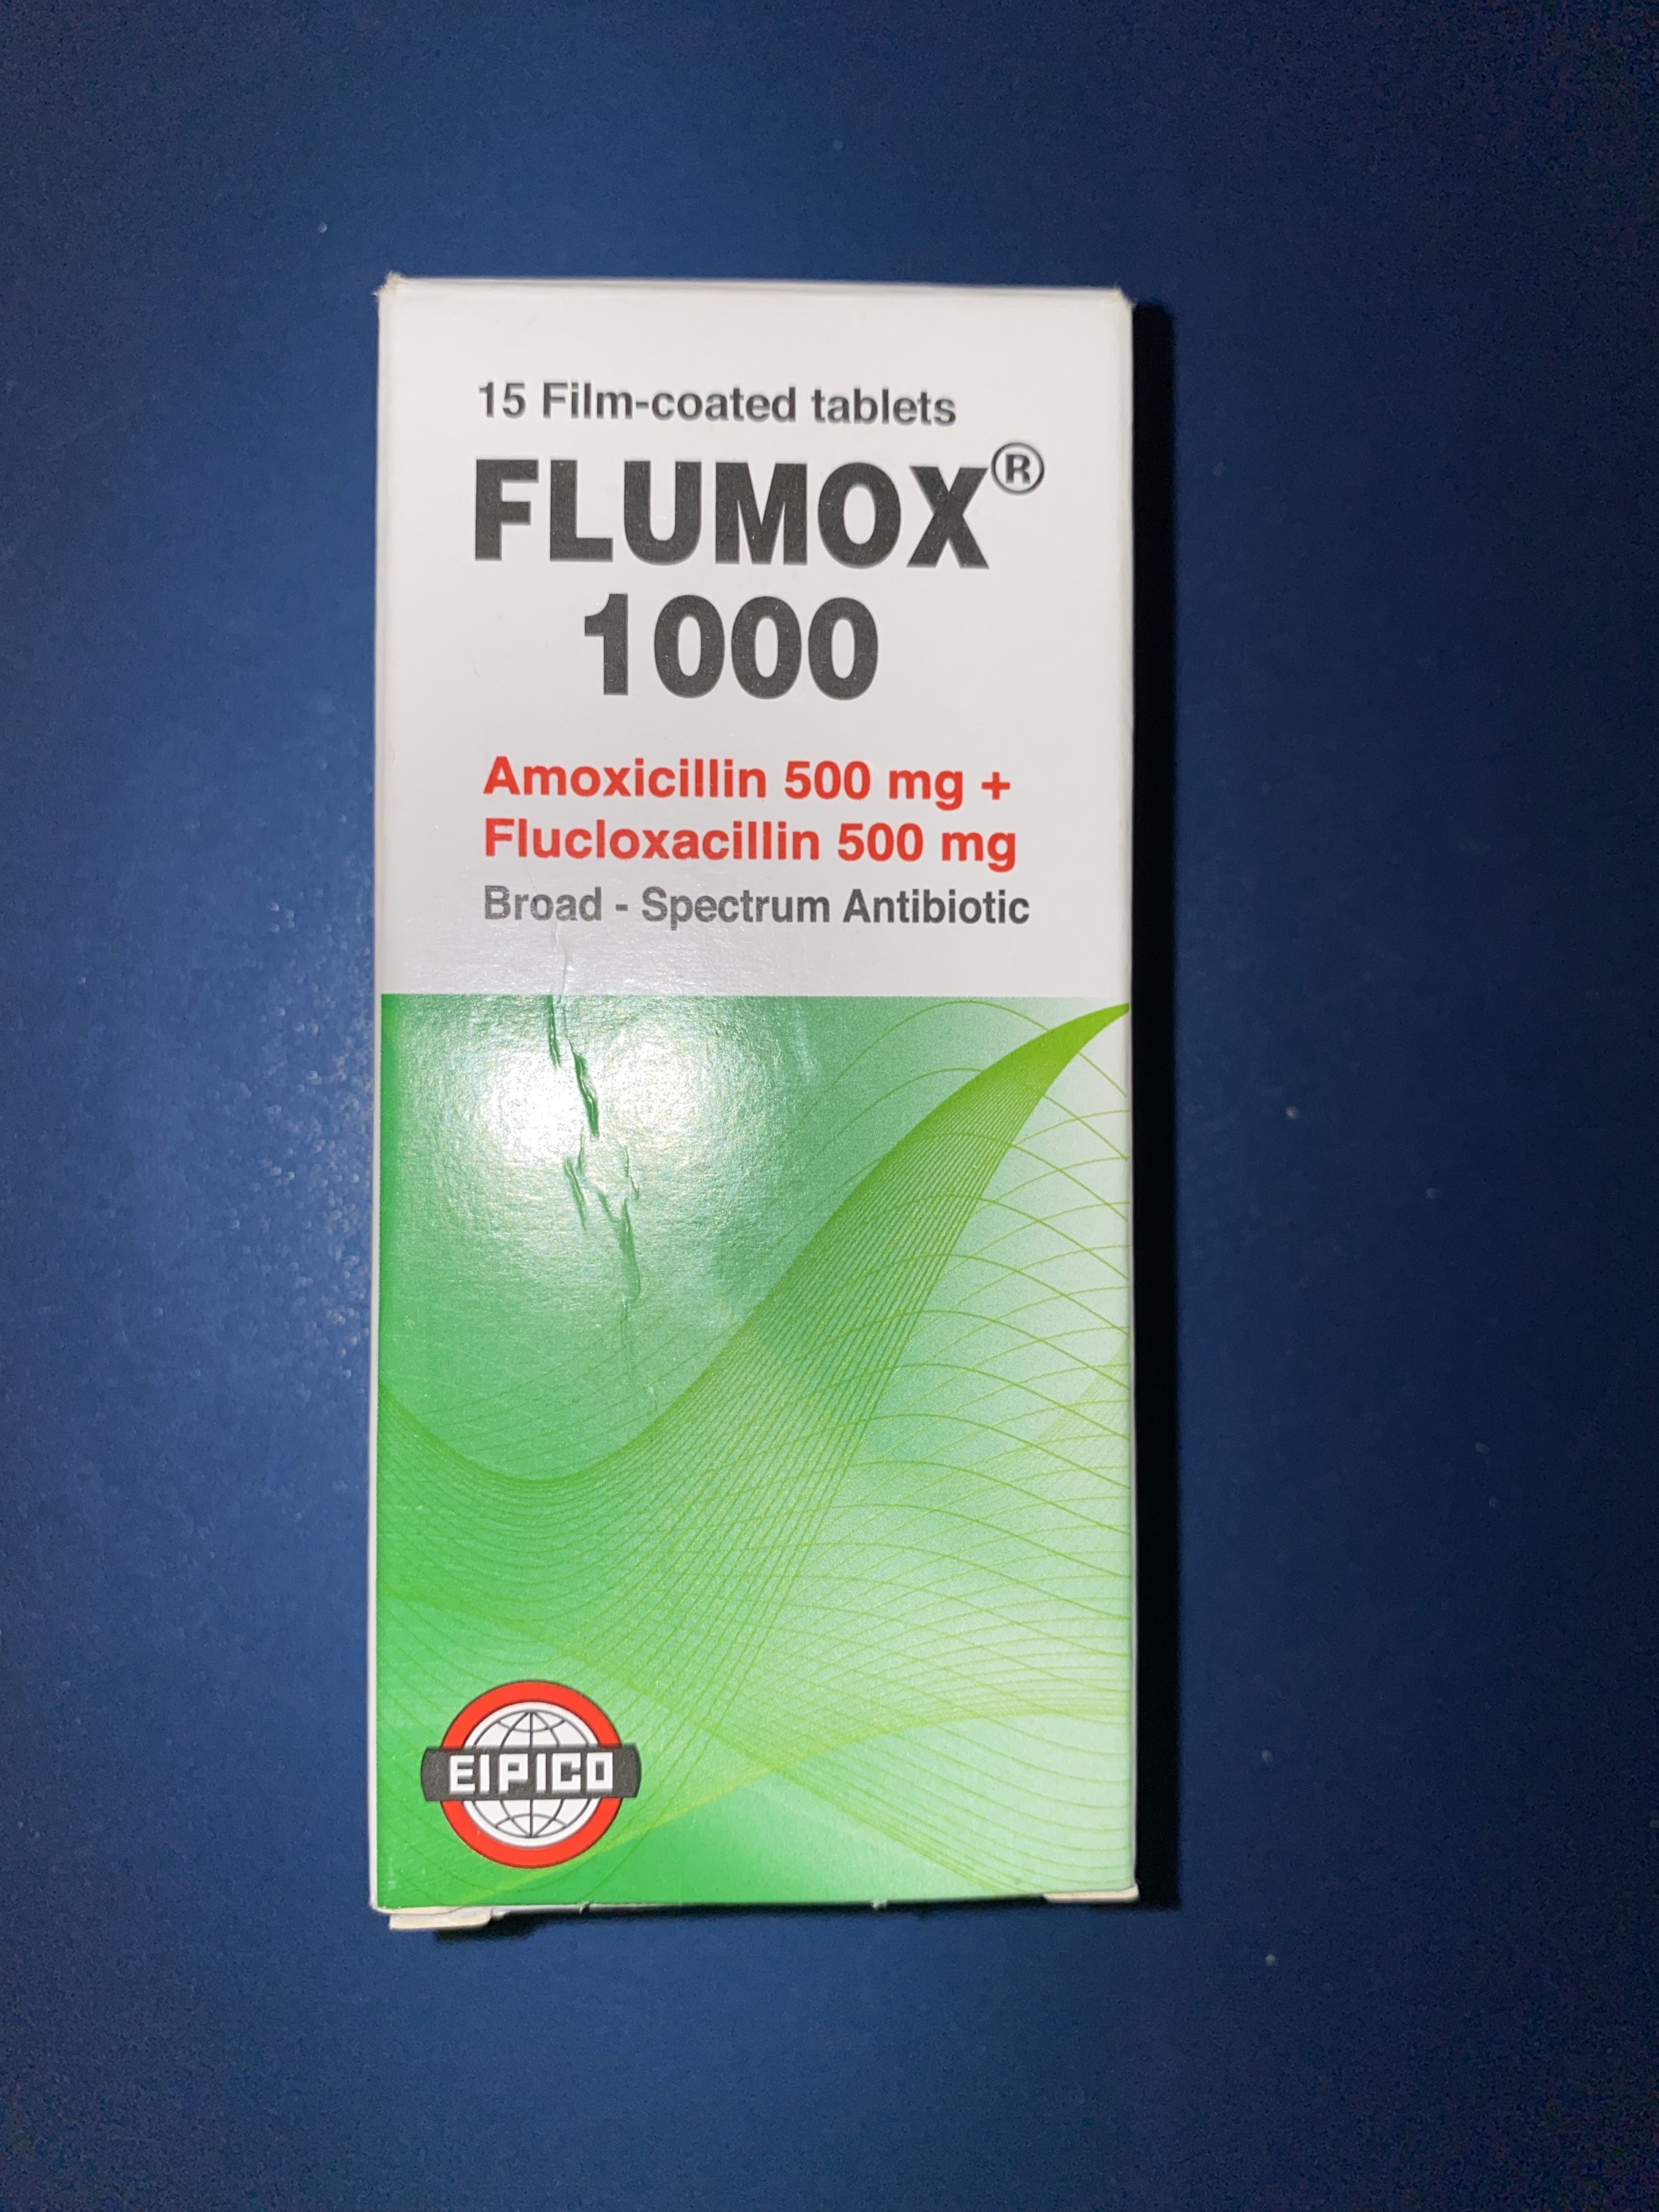 15 Film-coated tablets
FLUMOX®
1000
Amoxicillin 500 mg +
Flucloxacillin 500 mg
Broad - Spectrum Antibiotic
EIPICO